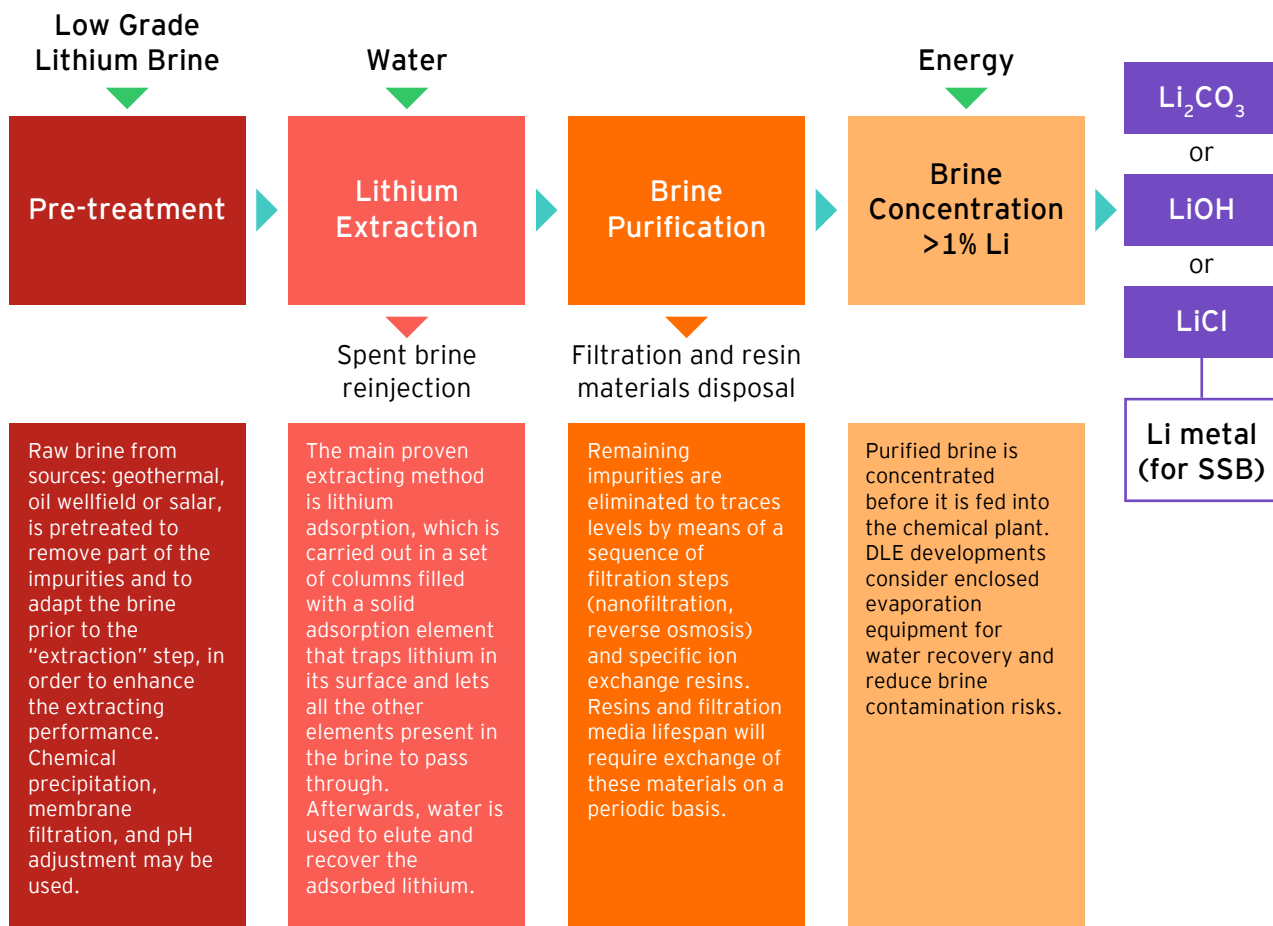 Low Grade
Lithium Brine
Water
Energy
Pre-treatment
Lithium
Extraction
Brine
Purification
Brine
Concentration
>1% Li
Li₂CO₃
or
LiOH
or
LiCl
Li metal
(for SSB)
Spent brine
reinjection
Filtration and resin
materials disposal
Raw brine from
sources: geothermal,
oil wellfield or salar,
is pretreated to
remove part of the
impurities and to
adapt the brine
prior to the
“extraction” step, in
order to enhance
the extracting
performance.
Chemical
precipitation,
membrane
filtration, and pH
adjustment may be
used.
The main proven
extracting method
is lithium
adsorption, which is
carried out in a set
of columns filled
with a solid
adsorption element
that traps lithium in
its surface and lets
all the other
elements present in
the brine to pass
through.
Afterwards, water is
used to elute and
recover the
adsorbed lithium.
Remaining
impurities are
eliminated to traces
levels by means of a
sequence of
filtration steps
(nanofiltration,
reverse osmosis)
and specific ion
exchange resins.
Resins and filtration
media lifespan will
require exchange of
these materials on a
periodic basis.
Purified brine is
concentrated
before it is fed into
the chemical plant.
DLE developments
consider enclosed
evaporation
equipment for
water recovery and
reduce brine
contamination risks.